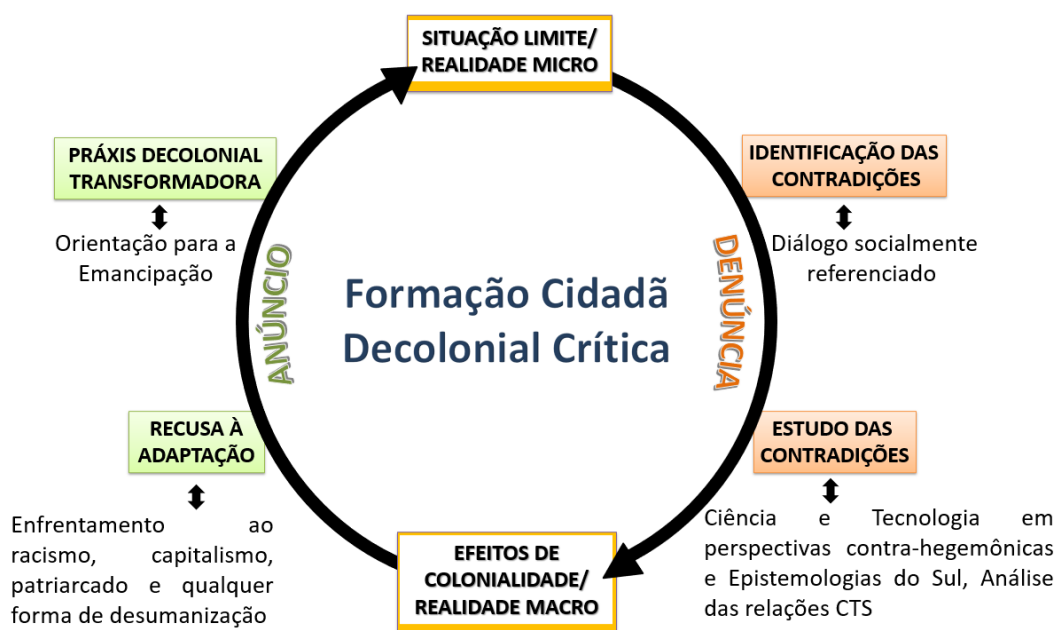 SITUAÇÃO LIMITE/
REALIDADE MICRO
IDENTIFICAÇÃO DAS
CONTRADIÇÕES
Diálogo socialmente
referenciado
DENÚNCIA
ESTUDO DAS
CONTRADIÇÕES
Ciência e Tecnologia em
perspectivas contra-hegemônicas
e Epistemologias do Sul, Análise
das relações CTS
EFEITOS DE
COLONIALIDADE/
REALIDADE MACRO
RECUSA À
ADAPTAÇÃO
Enfrentamento ao
racismo, capitalismo,
patriarcado e qualquer
forma de desumanização
ANÚNCIO
PRÁXIS DECOLONIAL
TRANSFORMADORA
Orientação para a
Emancipação
Formação Cidadã
Decolonial Crítica